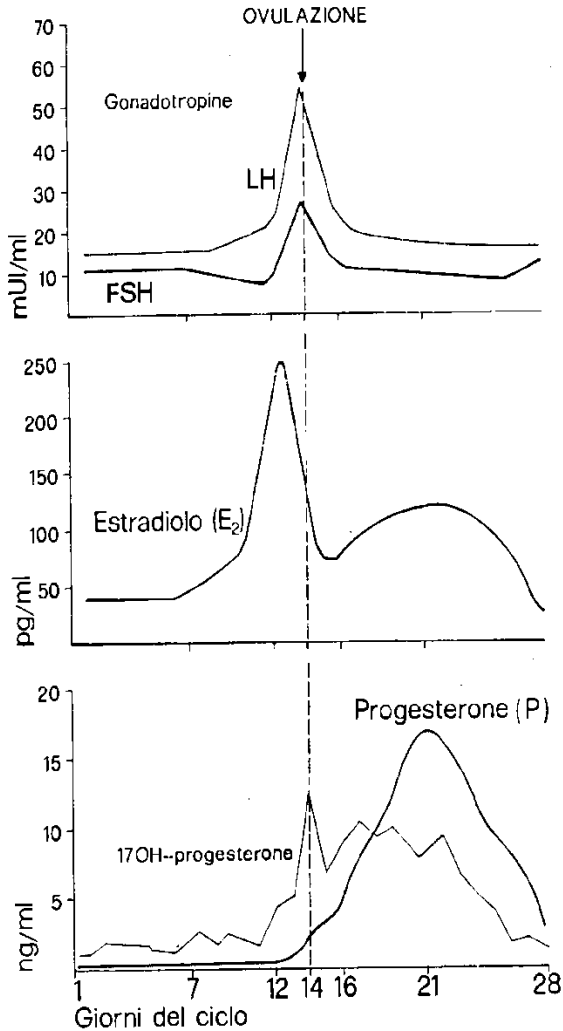 OVULAZIONE
70
60
50
40
30
20
10
mUI/ml
Gonadotropine
LH
FSH
250
200
150
100
50
pg/ml
Estradiolo (E2)
20
15
10
5
ng/ml
Progesterone (P)
17OH-progesterone
1 7 12 14 16 21 28
Giorni del ciclo